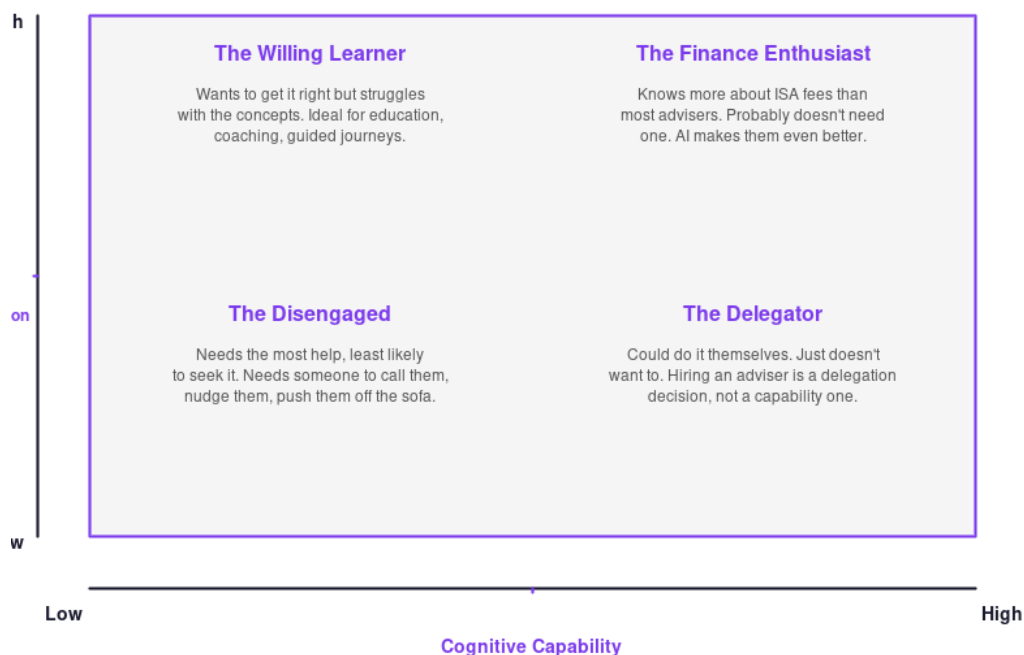 h
The Willing Learner
Wants to get it right but struggles
with the concepts. Ideal for education,
coaching, guided journeys.
The Finance Enthusiast
Knows more about ISA fees than
most advisers. Probably doesn't need
one. AI makes them even better.
on
The Disengaged
Needs the most help, least likely
to seek it. Needs someone to call them,
nudge them, push them off the sofa.
The Delegator
Could do it themselves. Just doesn't
want to. Hiring an adviser is a delegation
decision, not a capability one.
w
Low
High
Cognitive Capability